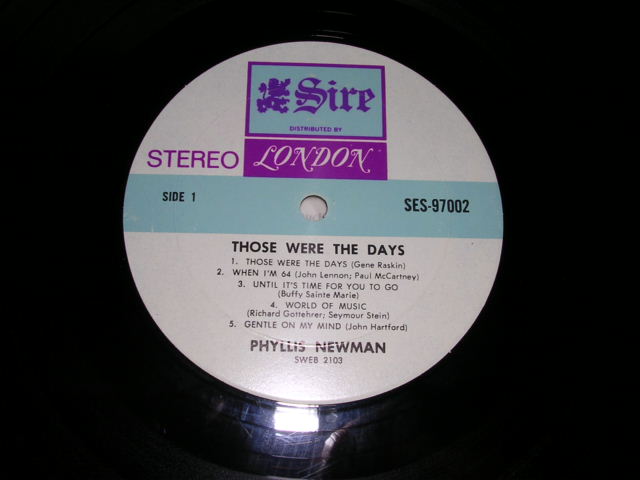 Sire
DISTRIBUTED BY
STEREO LONDON
SIDE 1 SES-97002
THOSE WERE THE DAYS
1. THOSE WERE THE DAYS (Gene Raskin)
2. WHEN I'M 64 (John Lennon; Paul McCartney)
3. UNTIL IT'S TIME FOR YOU TO GO
(Buffy Sainte Marie)
4. WORLD OF MUSIC
(Richard Gottehrer; Seymour Stein)
5. GENTLE ON MY MIND (John Hartford)
PHYLLIS NEWMAN
SWEB 2103